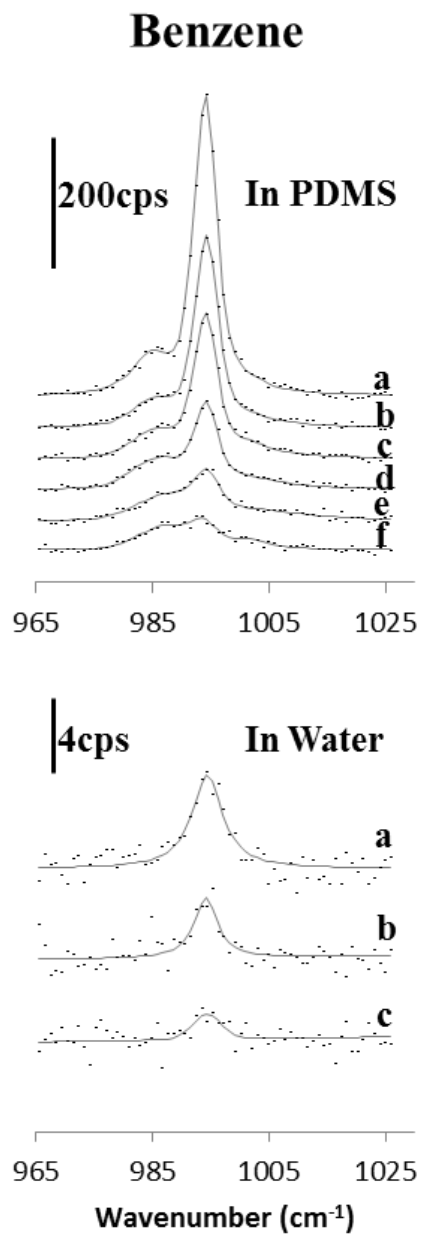 Benzene
200cps In PDMS
a
b
c
d
e
f
965 985 1005 1025
4cps In Water
a
b
c
965 985 1005 1025
Wavenumber (cm⁻¹)